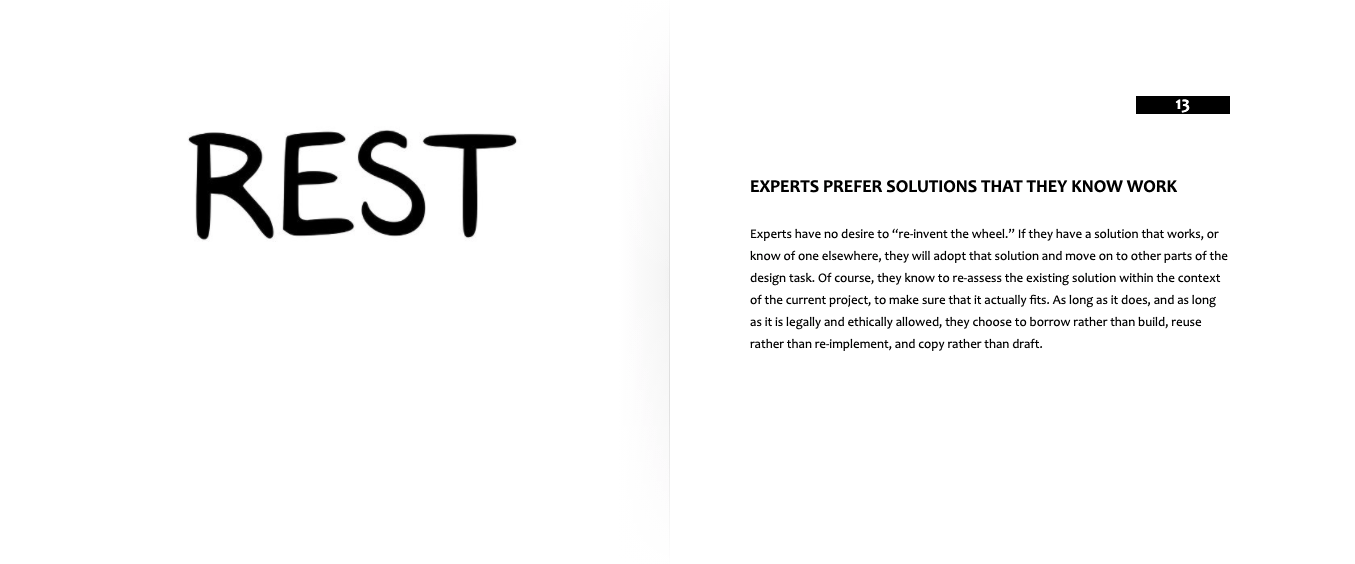 REST
13
EXPERTS PREFER SOLUTIONS THAT THEY KNOW WORK
Experts have no desire to “re-invent the wheel.” If they have a solution that works, or
know of one elsewhere, they will adopt that solution and move on to other parts of the
design task. Of course, they know to re-assess the existing solution within the context
of the current project, to make sure that it actually fits. As long as it does, and as long
as it is legally and ethically allowed, they choose to borrow rather than build, reuse
rather than re-implement, and copy rather than draft.